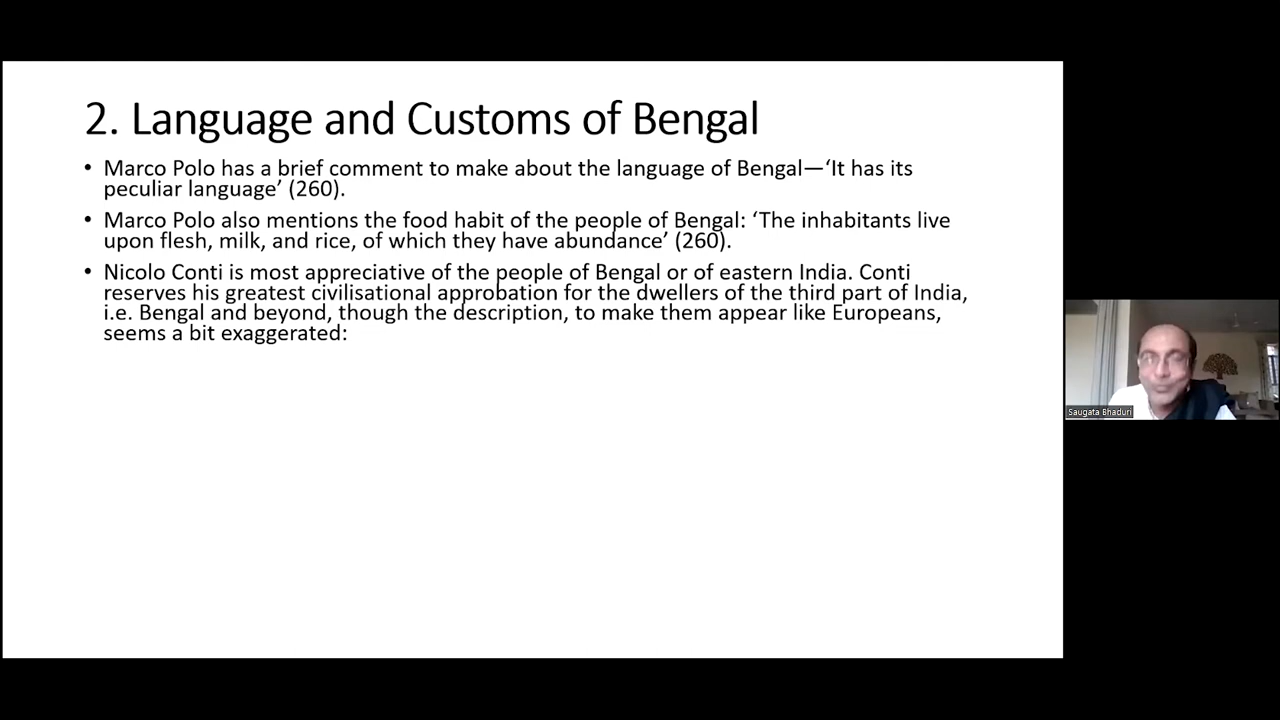 2. Language and Customs of Bengal
• Marco Polo has a brief comment to make about the language of Bengal—‘It has its
peculiar language’ (260).
• Marco Polo also mentions the food habit of the people of Bengal: ‘The inhabitants live
upon flesh, milk, and rice, of which they have abundance’ (260).
• Nicolo Conti is most appreciative of the people of Bengal or of eastern India. Conti
reserves his greatest civilisational approbation for the dwellers of the third part of India,
i.e. Bengal and beyond, though the description, to make them appear like Europeans,
seems a bit exaggerated:
Saugata Bhaduri